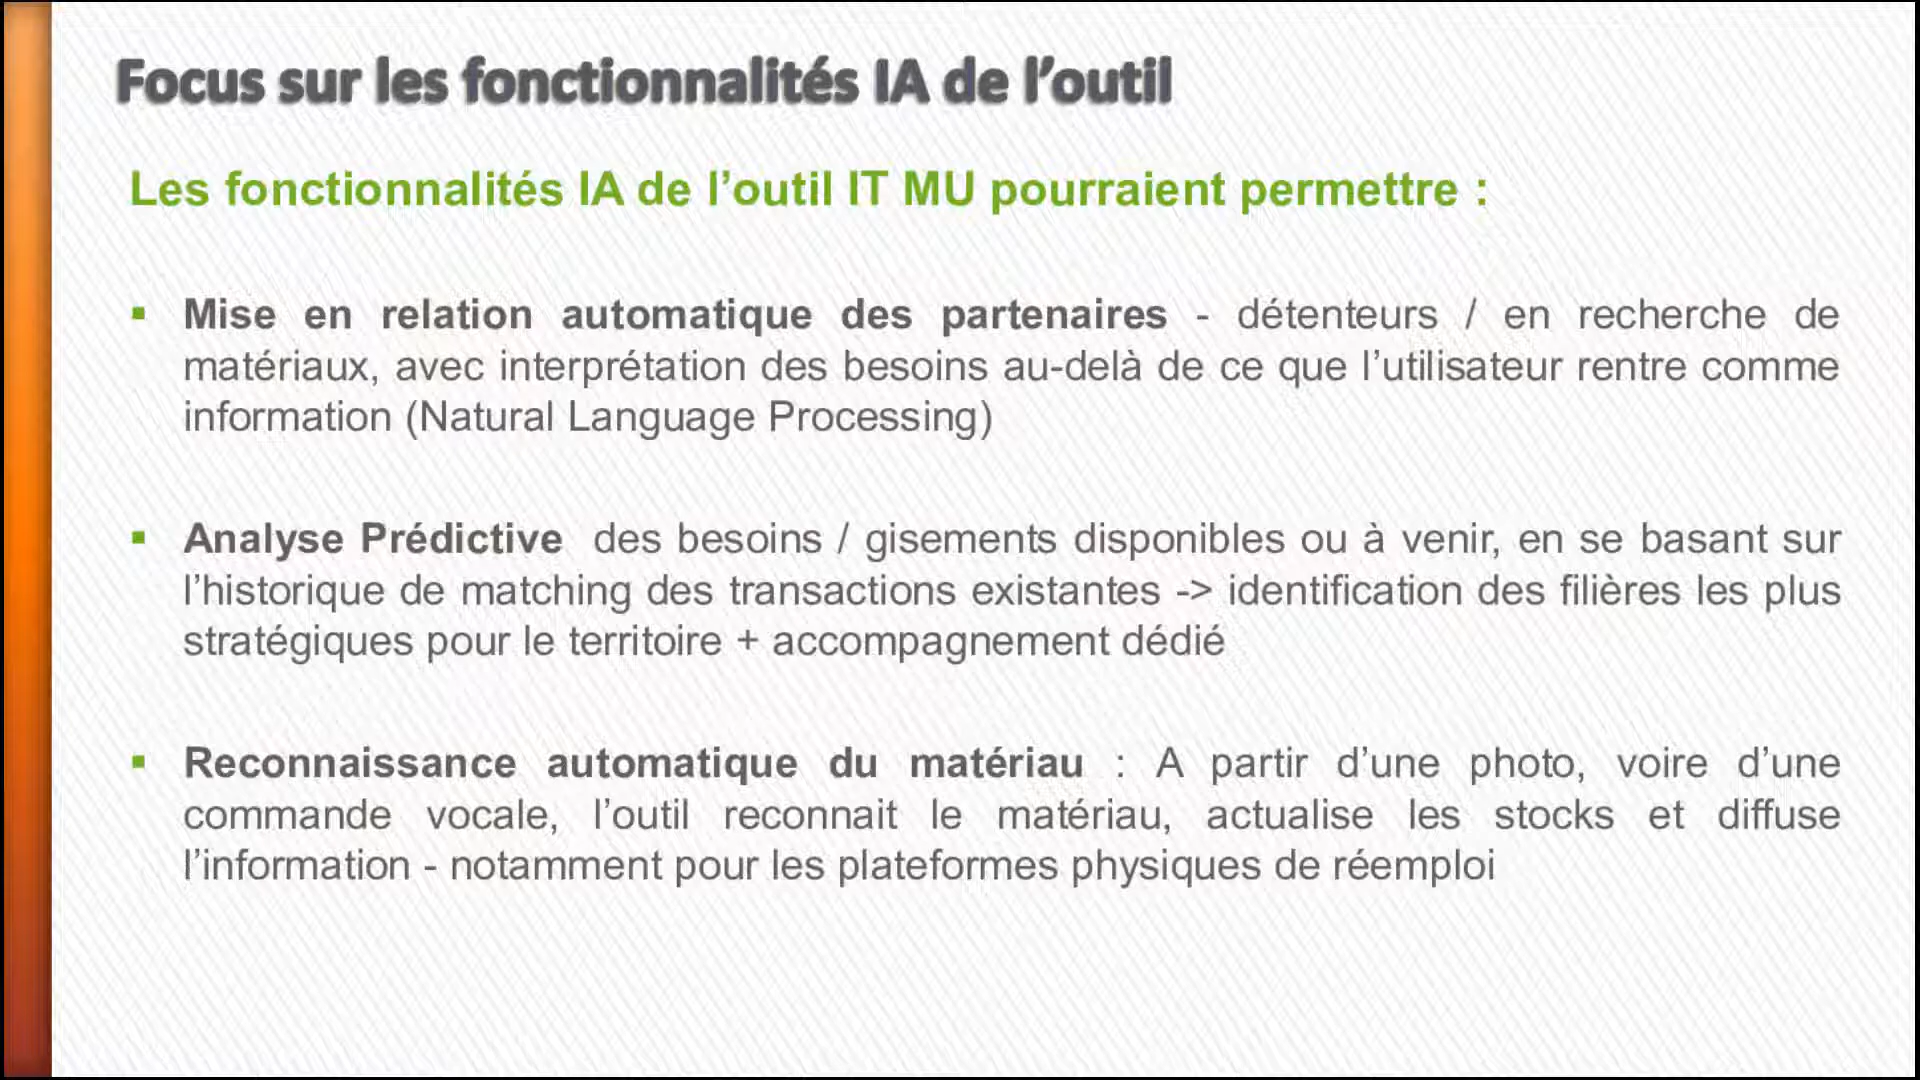 Focus sur les fonctionnalités IA de l’outil
Les fonctionnalités IA de l’outil IT MU pourraient permettre :
▪ Mise en relation automatique des partenaires - détenteurs / en recherche de
matériaux, avec interprétation des besoins au-delà de ce que l’utilisateur rentre comme
information (Natural Language Processing)
▪ Analyse Prédictive des besoins / gisements disponibles ou à venir, en se basant sur
l’historique de matching des transactions existantes -> identification des filières les plus
stratégiques pour le territoire + accompagnement dédié
▪ Reconnaissance automatique du matériau : A partir d’une photo, voire d’une
commande vocale, l’outil reconnait le matériau, actualise les stocks et diffuse
l’information - notamment pour les plateformes physiques de réemploi